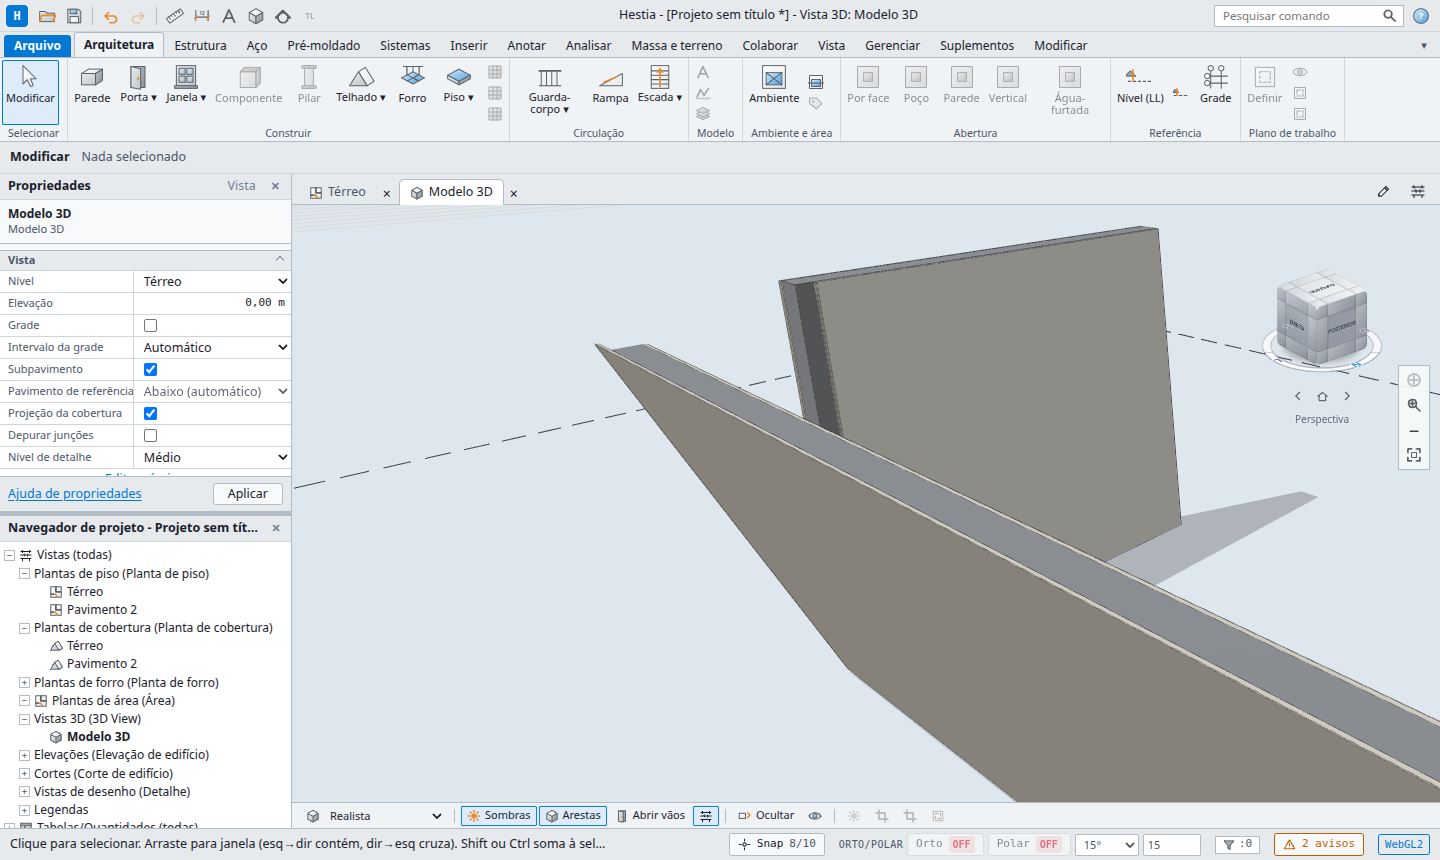 H
TL
Hestia - [Projeto sem título *] - Vista 3D: Modelo 3D
Pesquisar comando
?
Arquivo
Arquitetura
Estrutura
Aço
Pré-moldado
Sistemas
Inserir
Anotar
Analisar
Massa e terreno
Colaborar
Vista
Gerenciar
Suplementos
Modificar
Modificar
Parede
Porta ▾
Janela ▾
Componente
Pilar
Telhado ▾
Forro
Piso ▾
Guarda-
corpo ▾
Rampa
Escada ▾
Ambiente
Por face
Poço
Parede
Vertical
Água-
furtada
Nível (LL)
Grade
Definir
Selecionar
Construir
Circulação
Modelo
Ambiente e área
Abertura
Referência
Plano de trabalho
Modificar
Nada selecionado
Propriedades
Vista
×
Modelo 3D
Modelo 3D
Vista
Nível
Térreo
Elevação
0,00 m
Grade
Intervalo da grade
Automático
Subpavimento
Pavimento de referência
Abaixo (automático)
Projeção da cobertura
Depurar junções
Nível de detalhe
Médio
Ajuda de propriedades
Aplicar
Navegador de projeto - Projeto sem tít...
×
Vistas (todas)
Plantas de piso (Planta de piso)
Térreo
Pavimento 2
Plantas de cobertura (Planta de cobertura)
Térreo
Pavimento 2
Plantas de forro (Planta de forro)
Plantas de área (Área)
Vistas 3D (3D View)
Modelo 3D
Elevações (Elevação de edifício)
Cortes (Corte de edifício)
Vistas de desenho (Detalhe)
Legendas
Tabelas/Quantidades (todas)
Térreo
×
Modelo 3D
×
POSTERIOR
Perspectiva
Realista
Sombras
Arestas
Abrir vãos
Ocultar
Clique para selecionar. Arraste para janela (esq→dir contém, dir→esq cruza). Shift ou Ctrl soma à sel...
Snap 8/10
ORTO/POLAR
Orto OFF
Polar OFF
15°
15
:0
2 avisos
WebGL2